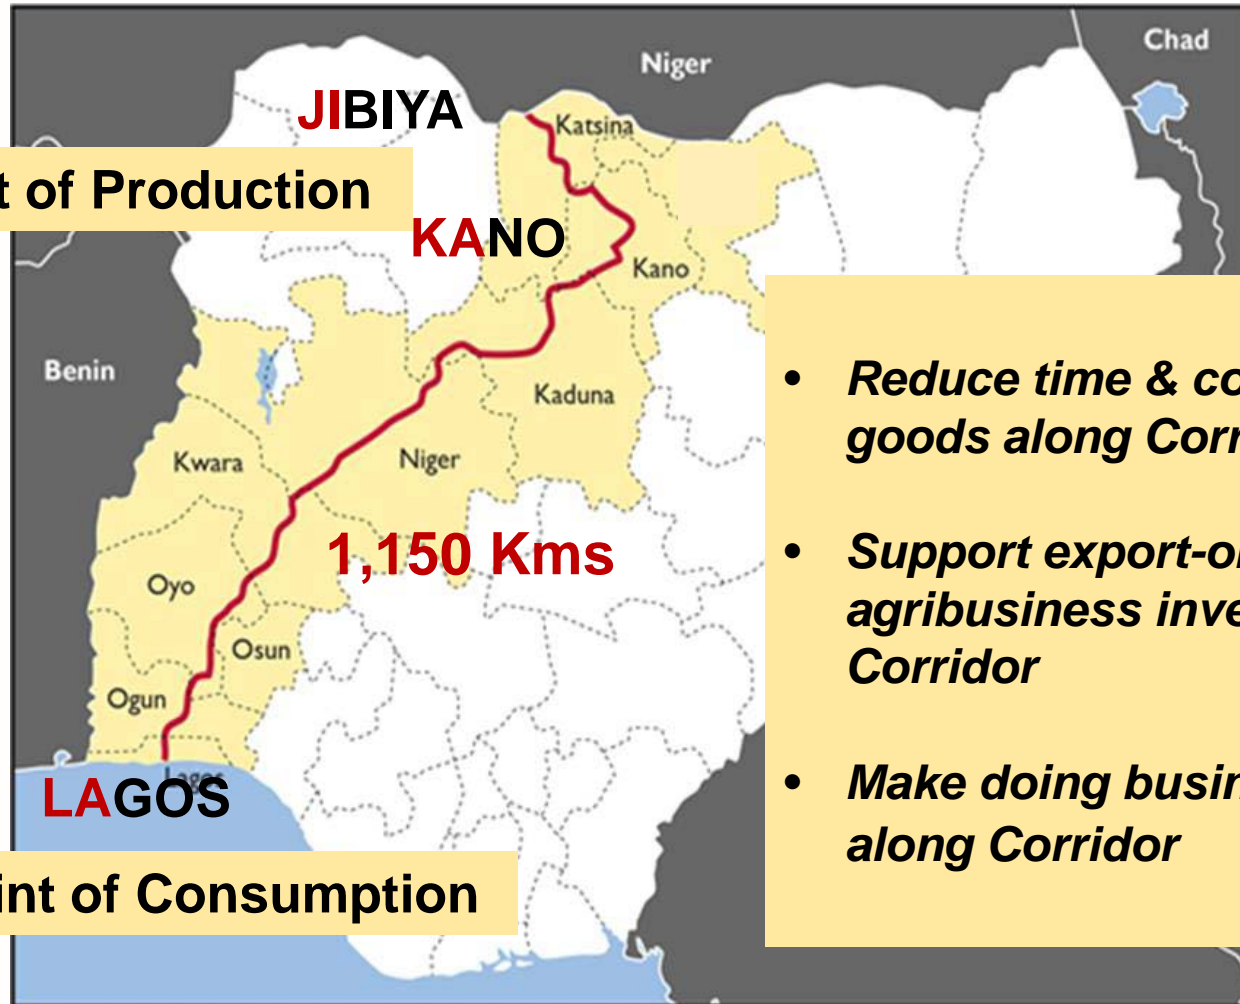 Chad
Niger
JIBIYA
Katsina
t of Production
KANO
Kano
Benin
Kaduna
Kwara
Niger
1,150 Kms
Oyo
Osun
Ogun
Lagos
LAGOS
int of Consumption
• Reduce time & co
goods along Corr
• Support export-o
agribusiness inve
Corridor
• Make doing busin
along Corridor